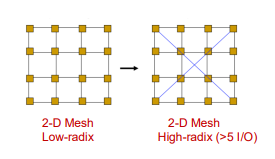 2-D Mesh
Low-radix
2-D Mesh
High-radix (>5 I/O)